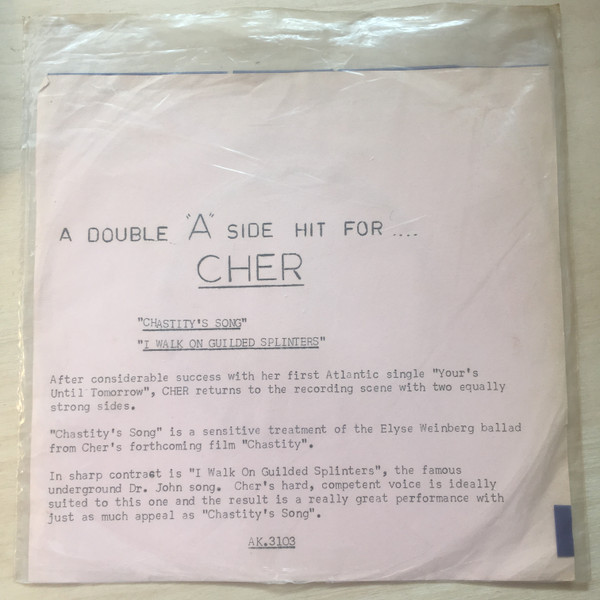 A DOUBLE "A" SIDE HIT FOR ....
CHER
"CHASTITY'S SONG"
"I WALK ON GUILDED SPLINTERS"
After considerable success with her first Atlantic single "Your's
Until Tomorrow", CHER returns to the recording scene with two equally
strong sides.
"Chastity's Song" is a sensitive treatment of the Elyse Weinberg ballad
from Cher's forthcoming film "Chastity".
In sharp contract is "I Walk On Guilded Splinters", the famous
underground Dr. John song.  Cher's hard, competent voice is ideally
suited to this one and the result is a really great performance with
just as much appeal as "Chastity's Song".
AK.3103